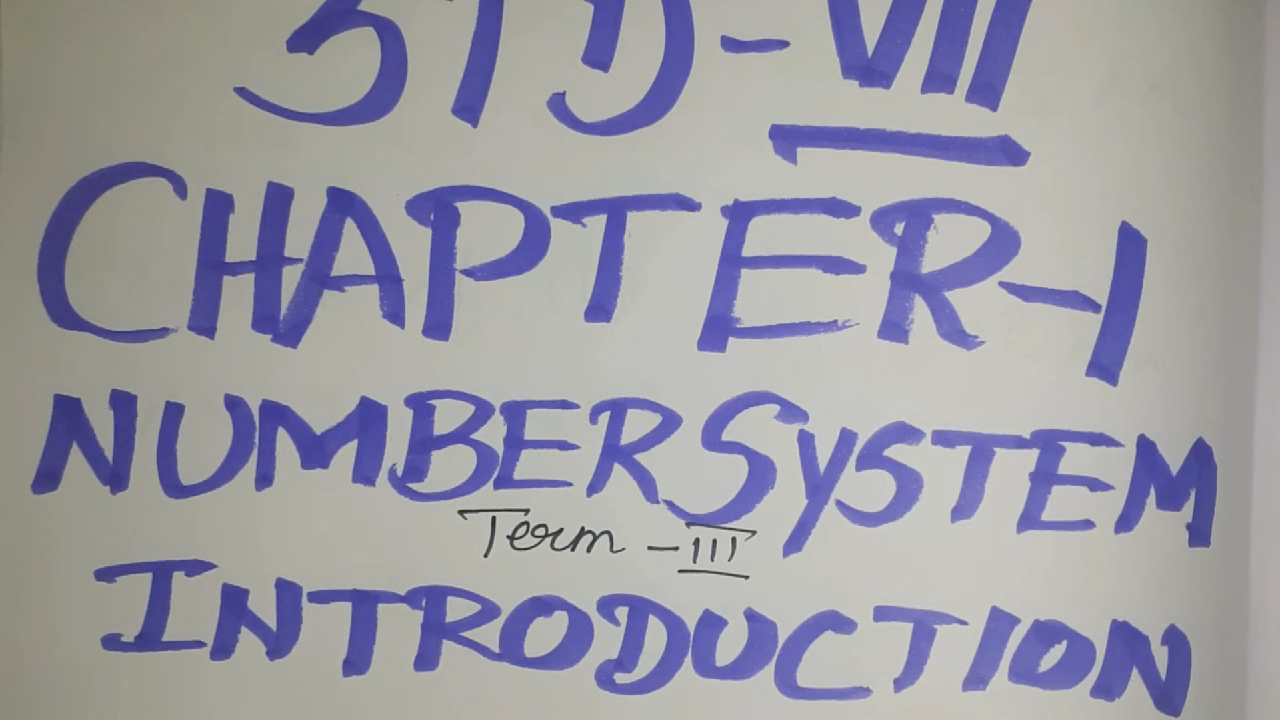 STD-VII
CHAPTER-1
NUMBER SYSTEM
Term - III
INTRODUCTION